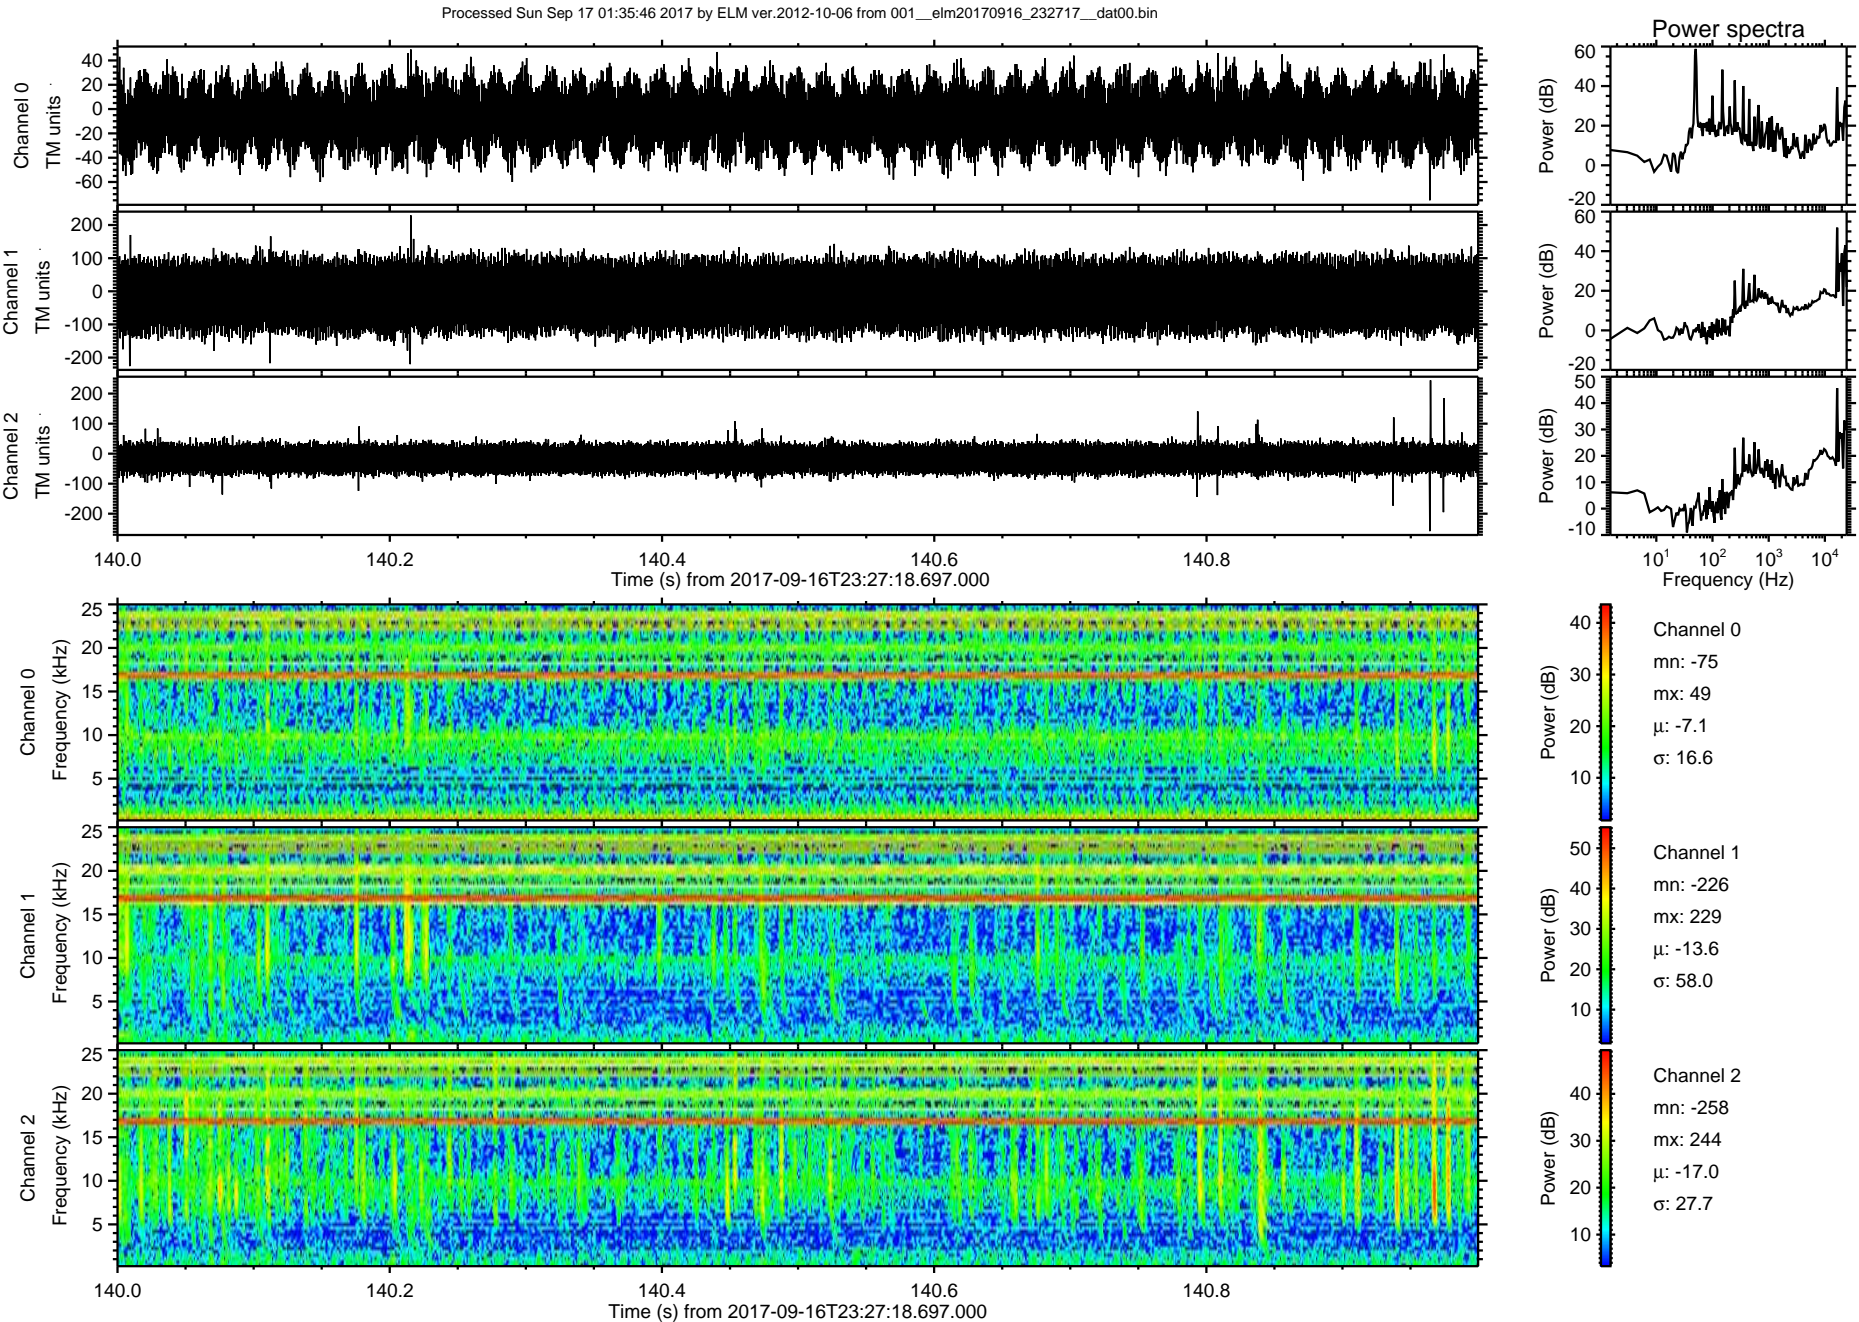 Processed Sun Sep 17 01:35:46 2017 by ELM ver.2012-10-06 from 001__elm20170916_232717__dat00.bin
Power spectra
Channel 0
TM units
40
20
0
-20
-40
-60
Power (dB)
60
40
20
0
-20
Channel 1
TM units
200
100
0
-100
-200
Power (dB)
60
40
20
0
-20
Channel 2
TM units
200
100
0
-100
-200
Power (dB)
50
40
30
20
10
0
-10
140.0 140.2 140.4 140.6 140.8
Time (s) from 2017-09-16T23:27:18.697.000
10^1 10^2 10^3 10^4
Frequency (Hz)
Channel 0
Frequency (kHz)
25
20
15
10
5
Power (dB)
40
30
20
10
Channel 0
mn: -75
mx: 49
μ: -7.1
σ: 16.6
Channel 1
Frequency (kHz)
25
20
15
10
5
Power (dB)
50
40
30
20
10
Channel 1
mn: -226
mx: 229
μ: -13.6
σ: 58.0
Channel 2
Frequency (kHz)
25
20
15
10
5
Power (dB)
40
30
20
10
Channel 2
mn: -258
mx: 244
μ: -17.0
σ: 27.7
140.0 140.2 140.4 140.6 140.8
Time (s) from 2017-09-16T23:27:18.697.000